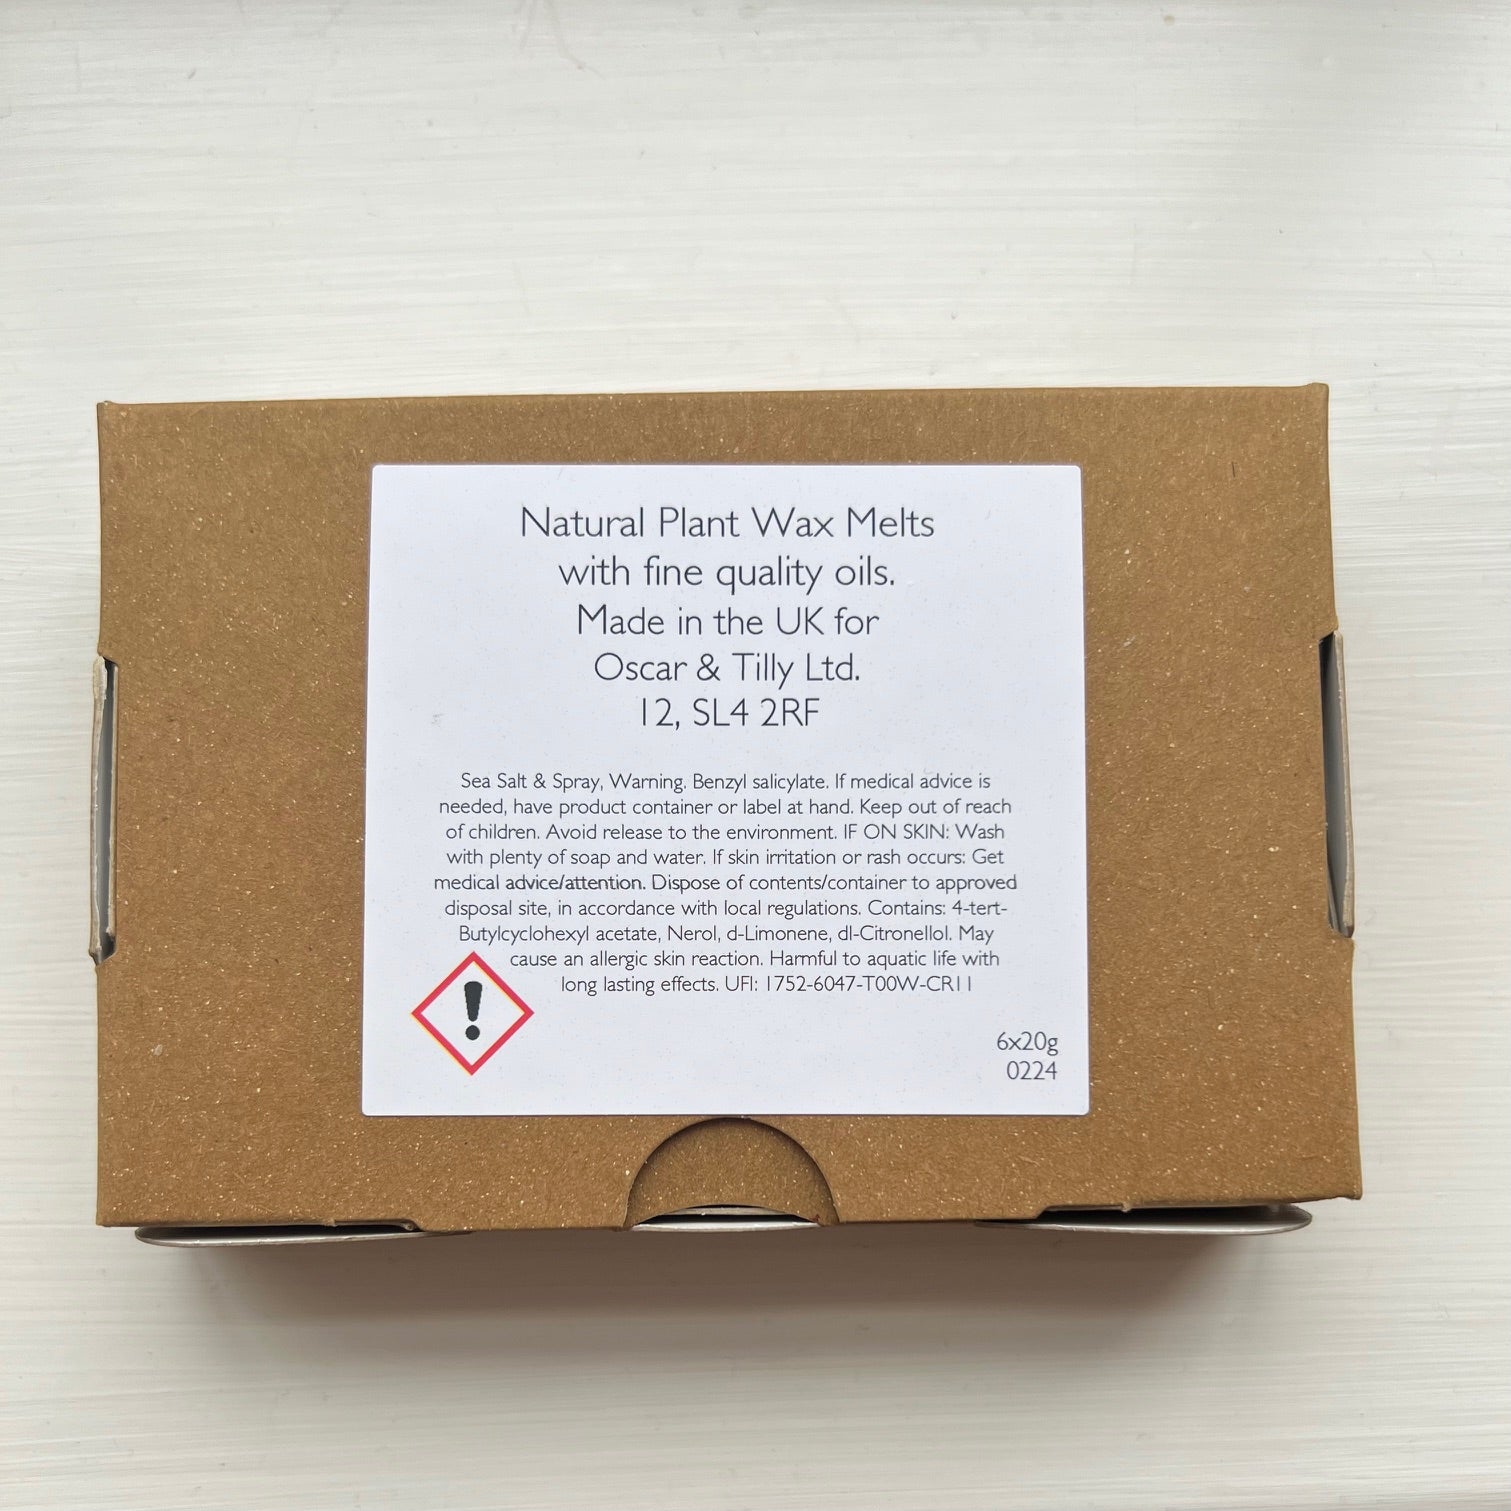 Natural Plant Wax Melts
with fine quality oils.
Made in the UK for
Oscar & Tilly Ltd.
12, SL4 2RF
Sea Salt & Spray, Warning. Benzyl salicylate. If medical advice is
needed, have product container or label at hand. Keep out of reach
of children. Avoid release to the environment. IF ON SKIN: Wash
with plenty of soap and water. If skin irritation or rash occurs: Get
medical advice/attention. Dispose of contents/container to approved
disposal site, in accordance with local regulations. Contains: 4-tert-
Butylcyclohexyl acetate, Nerol, d-Limonene, dl-Citronellol. May
cause an allergic skin reaction. Harmful to aquatic life with
long lasting effects. UFI: 1752-6047-T00W-CR11
6x20g
0224